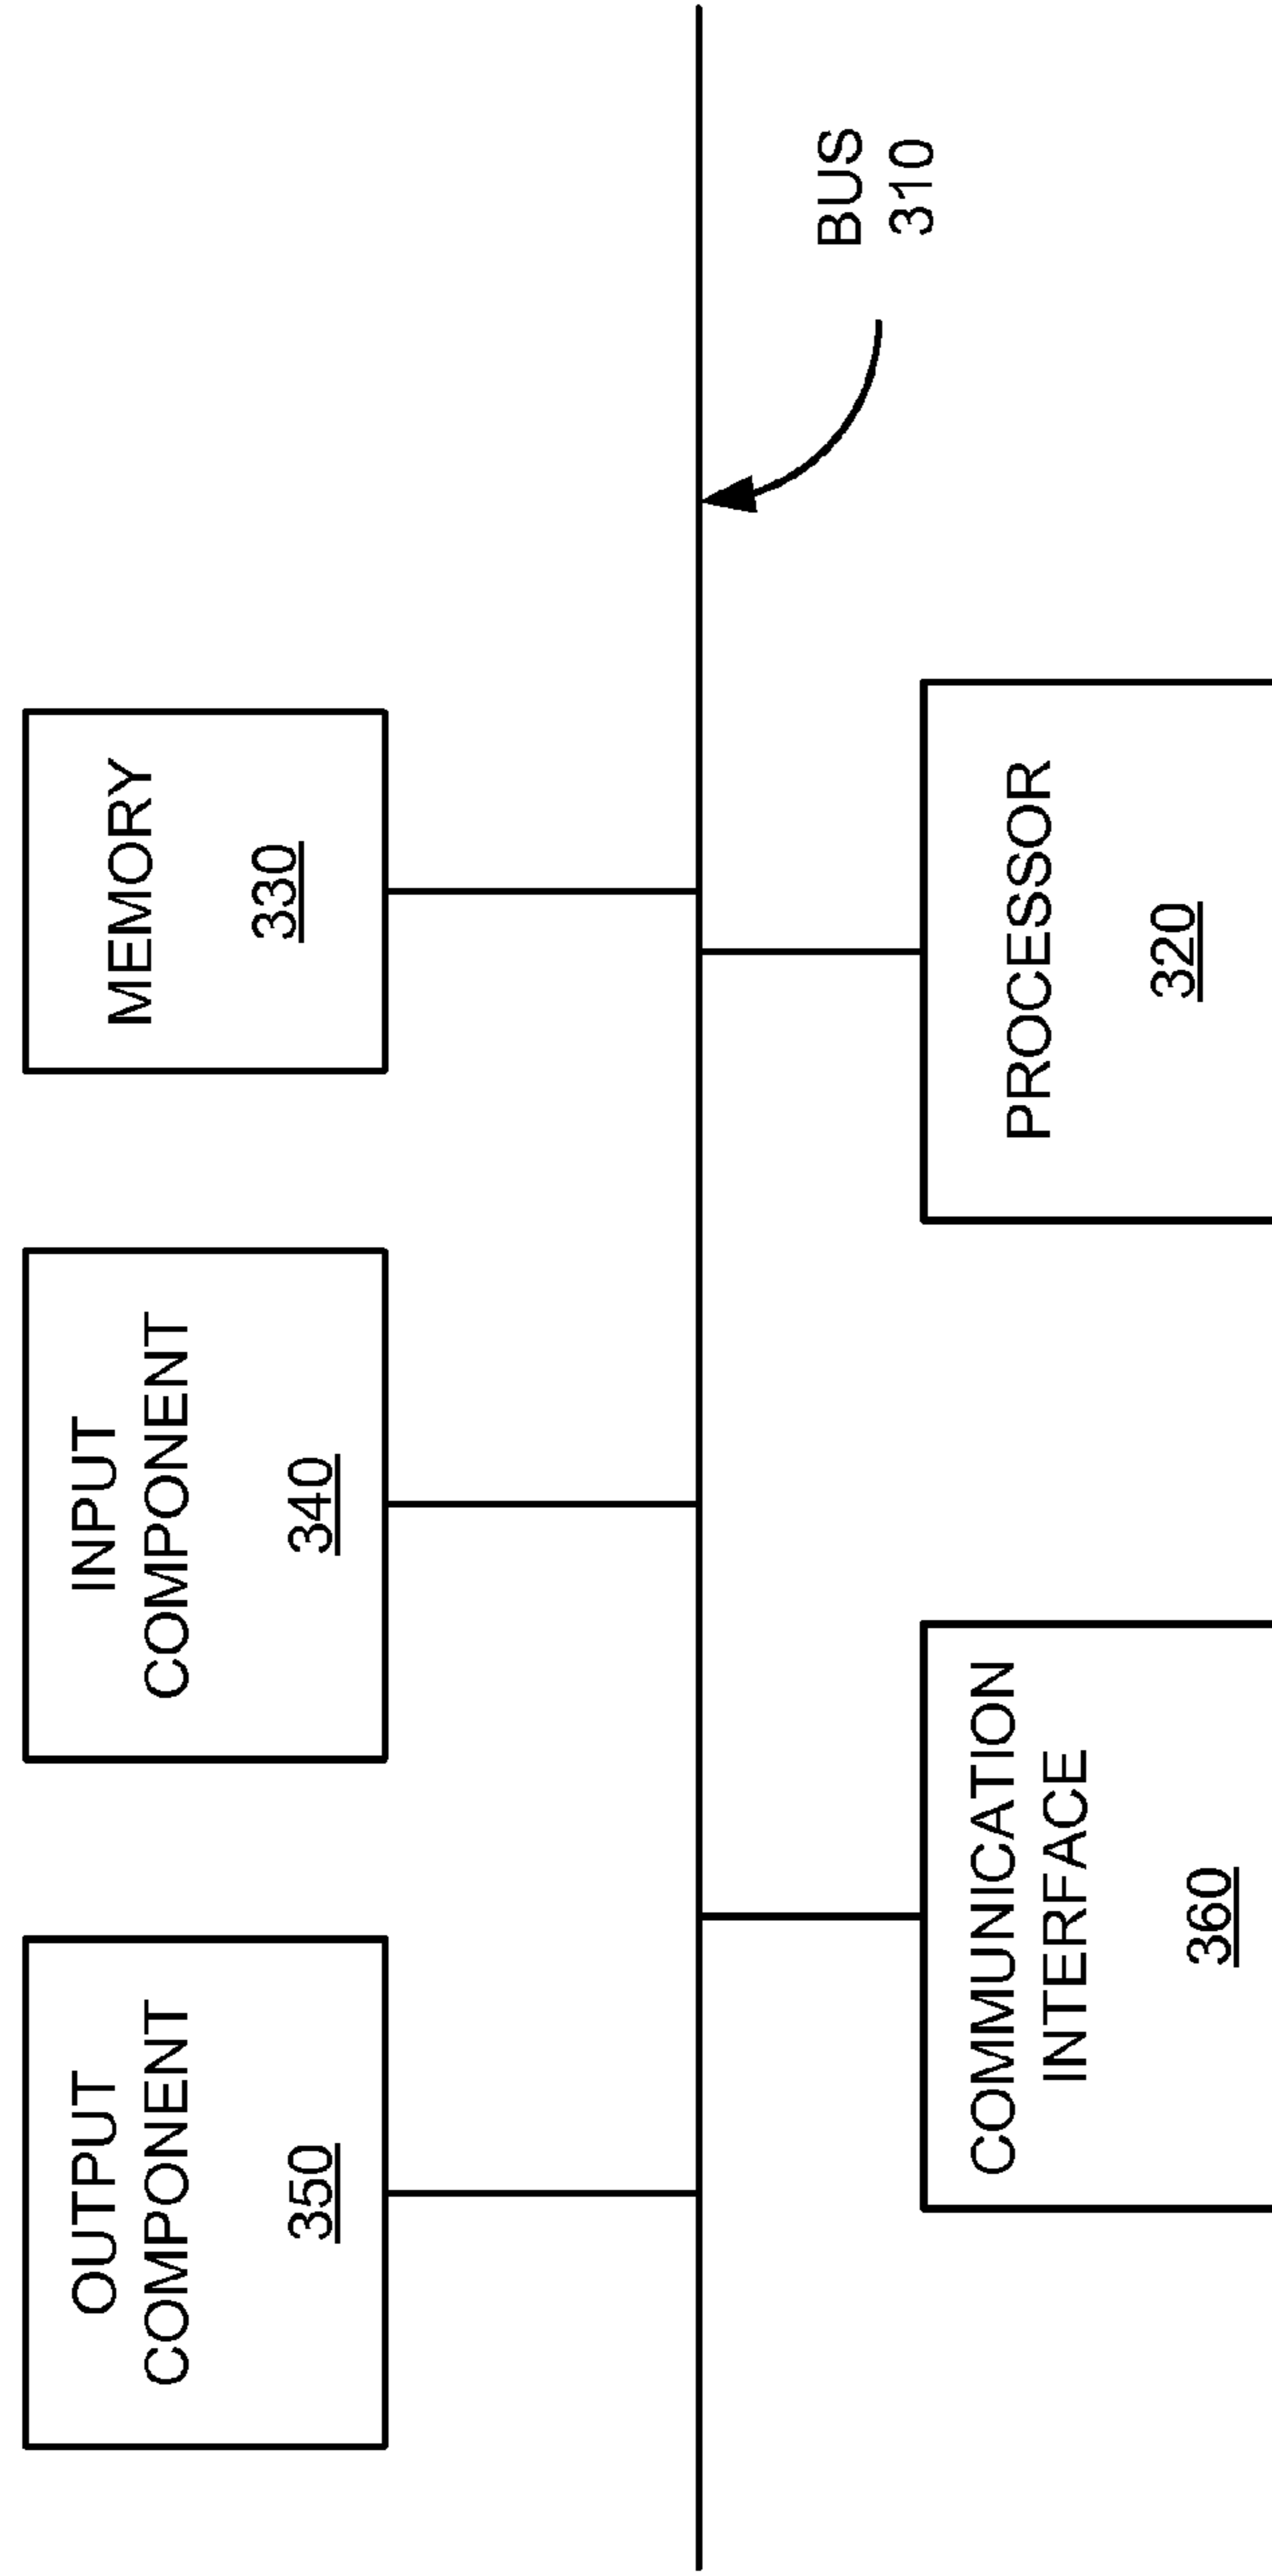 OUTPUT
COMPONENT
350
INPUT
COMPONENT
340
MEMORY
330
COMMUNICATION
INTERFACE
360
PROCESSOR
320
BUS
310